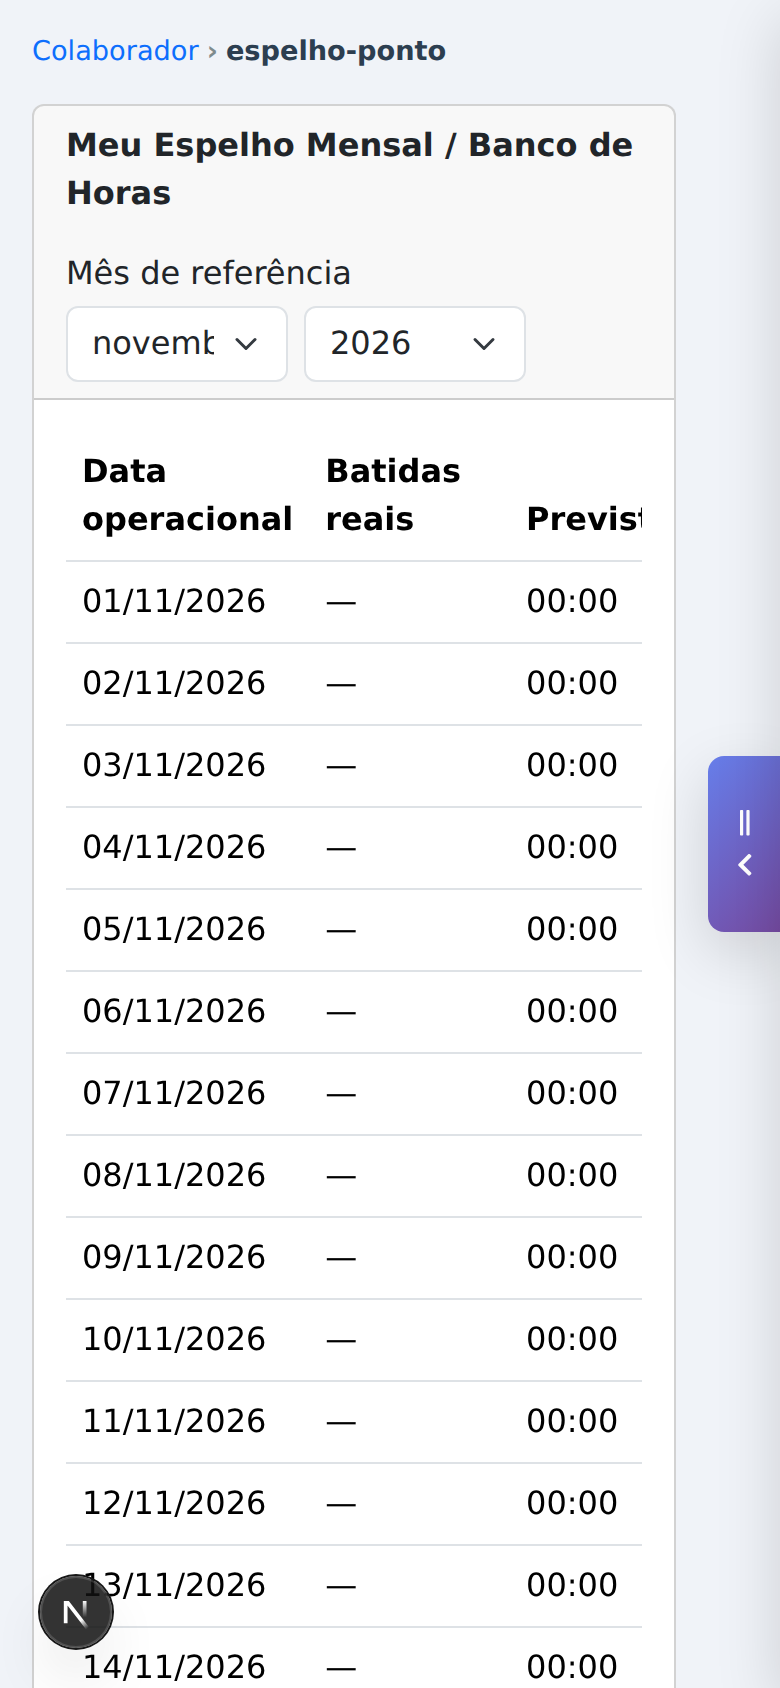 Colaborador › espelho-ponto
Meu Espelho Mensal / Banco de
Horas
Mês de referência
novemb 2026
Data operacional Batidas reais Previst
01/11/2026 — 00:00
02/11/2026 — 00:00
03/11/2026 — 00:00
04/11/2026 — 00:00
05/11/2026 — 00:00
06/11/2026 — 00:00
07/11/2026 — 00:00
08/11/2026 — 00:00
09/11/2026 — 00:00
10/11/2026 — 00:00
11/11/2026 — 00:00
12/11/2026 — 00:00
13/11/2026 — 00:00
14/11/2026 — 00:00